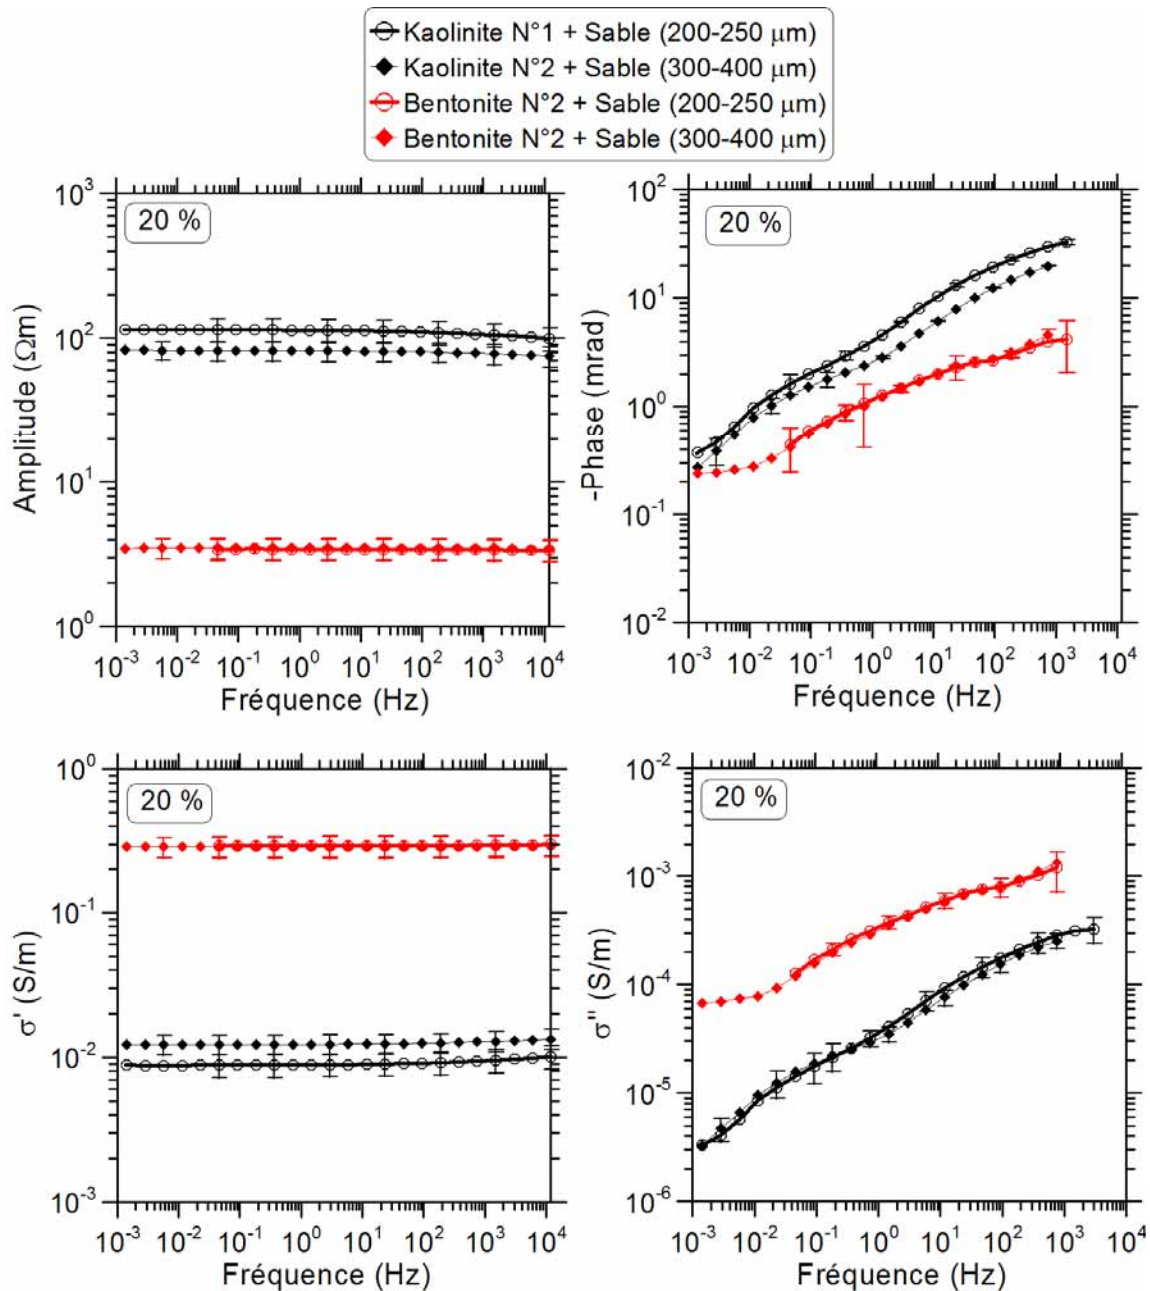 Kaolinite N°1 + Sable (200-250 μm)
Kaolinite N°2 + Sable (300-400 μm)
Bentonite N°2 + Sable (200-250 μm)
Bentonite N°2 + Sable (300-400 μm)
20 %
10³
10²
10¹
10⁰
Amplitude (Ωm)
10⁻³ 10⁻² 10⁻¹ 10⁰ 10¹ 10² 10³ 10⁴
Fréquence (Hz)
20 %
10²
10¹
10⁰
10⁻¹
10⁻²
-Phase (mrad)
10⁻³ 10⁻² 10⁻¹ 10⁰ 10¹ 10² 10³ 10⁴
Fréquence (Hz)
20 %
10⁰
10⁻¹
10⁻²
10⁻³
σ' (S/m)
10⁻³ 10⁻² 10⁻¹ 10⁰ 10¹ 10² 10³ 10⁴
Fréquence (Hz)
20 %
10⁻²
10⁻³
10⁻⁴
10⁻⁵
10⁻⁶
σ" (S/m)
10⁻³ 10⁻² 10⁻¹ 10⁰ 10¹ 10² 10³ 10⁴
Fréquence (Hz)